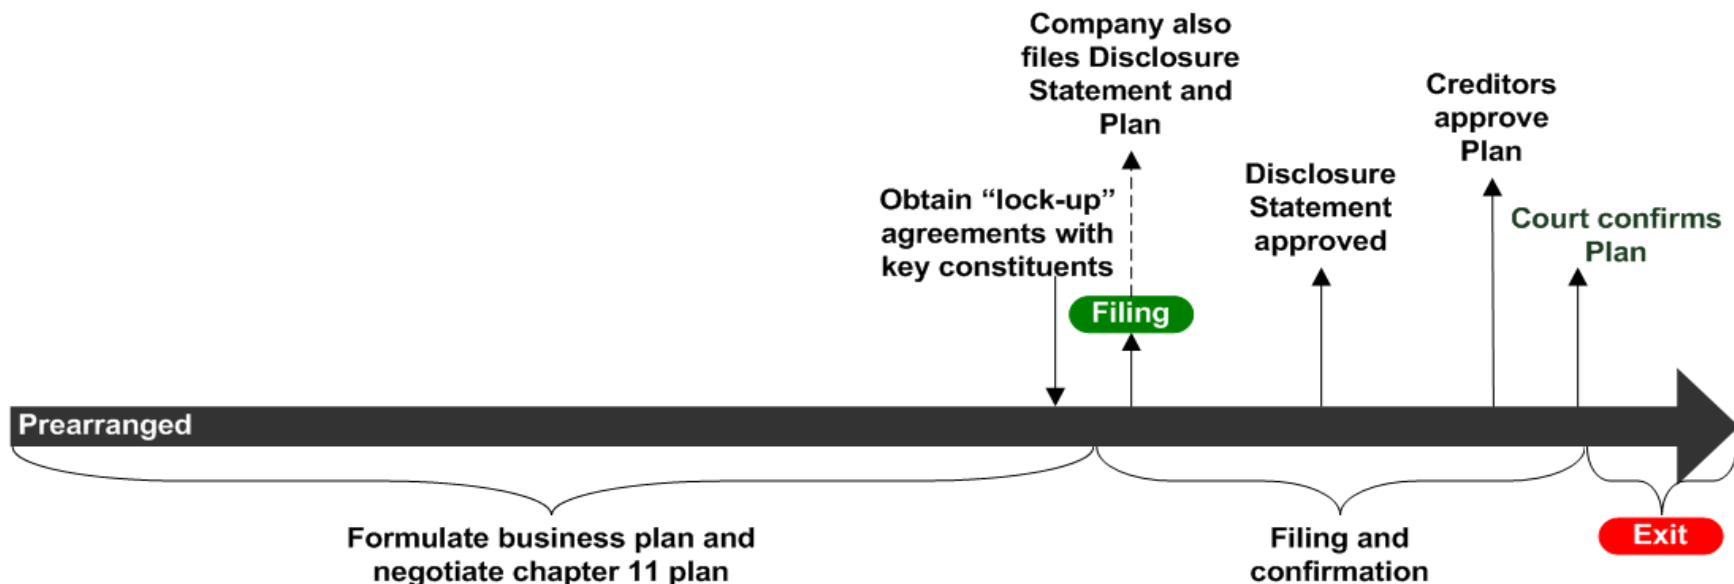 Company also
files Disclosure
Statement and
Plan
Creditors
approve
Plan
Disclosure
Statement
approved
Obtain “lock-up”
agreements with
key constituents
Court confirms
Plan
Filing
Prearranged
Formulate business plan and
negotiate chapter 11 plan
Filing and
confirmation
Exit